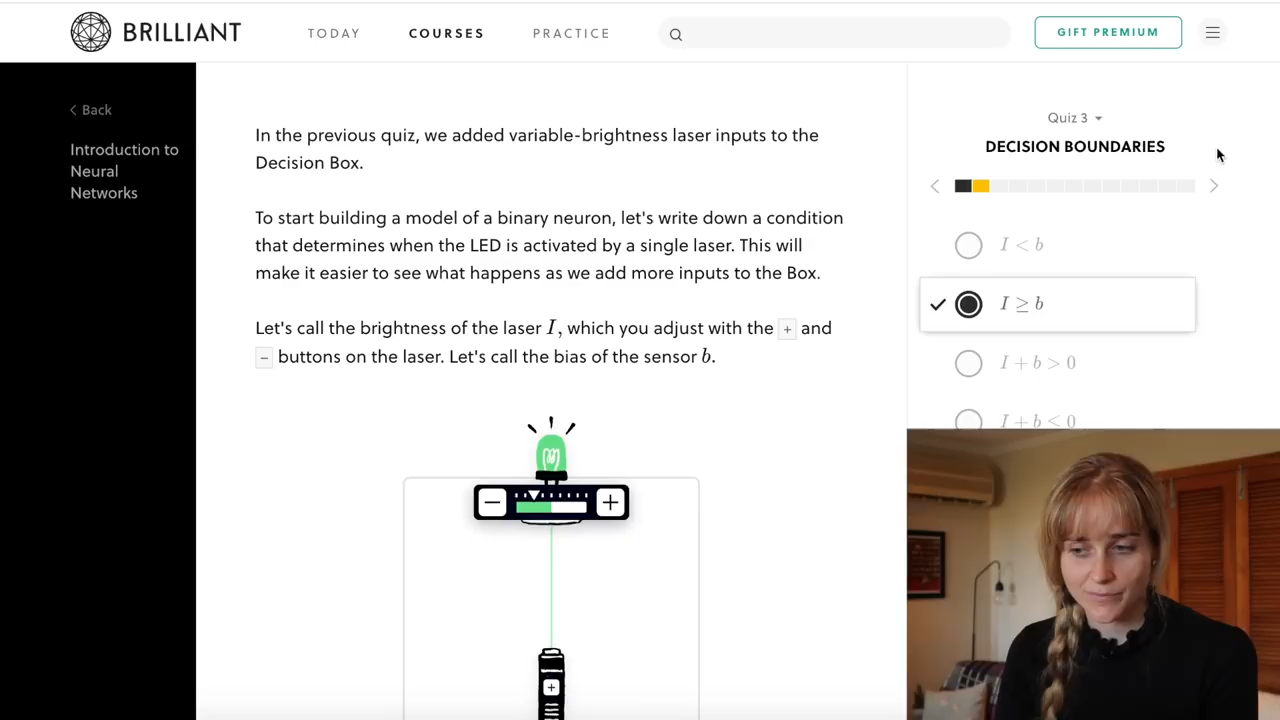 BRILLIANT
TODAY
COURSES
PRACTICE
GIFT PREMIUM
< Back
Introduction to
Neural
Networks
In the previous quiz, we added variable-brightness laser inputs to the
Decision Box.
To start building a model of a binary neuron, let's write down a condition
that determines when the LED is activated by a single laser. This will
make it easier to see what happens as we add more inputs to the Box.
Let's call the brightness of the laser I, which you adjust with the + and
− buttons on the laser. Let's call the bias of the sensor b.
− +
+
Quiz 3
DECISION BOUNDARIES
I < b
I ≥ b
I + b > 0
I + b < 0